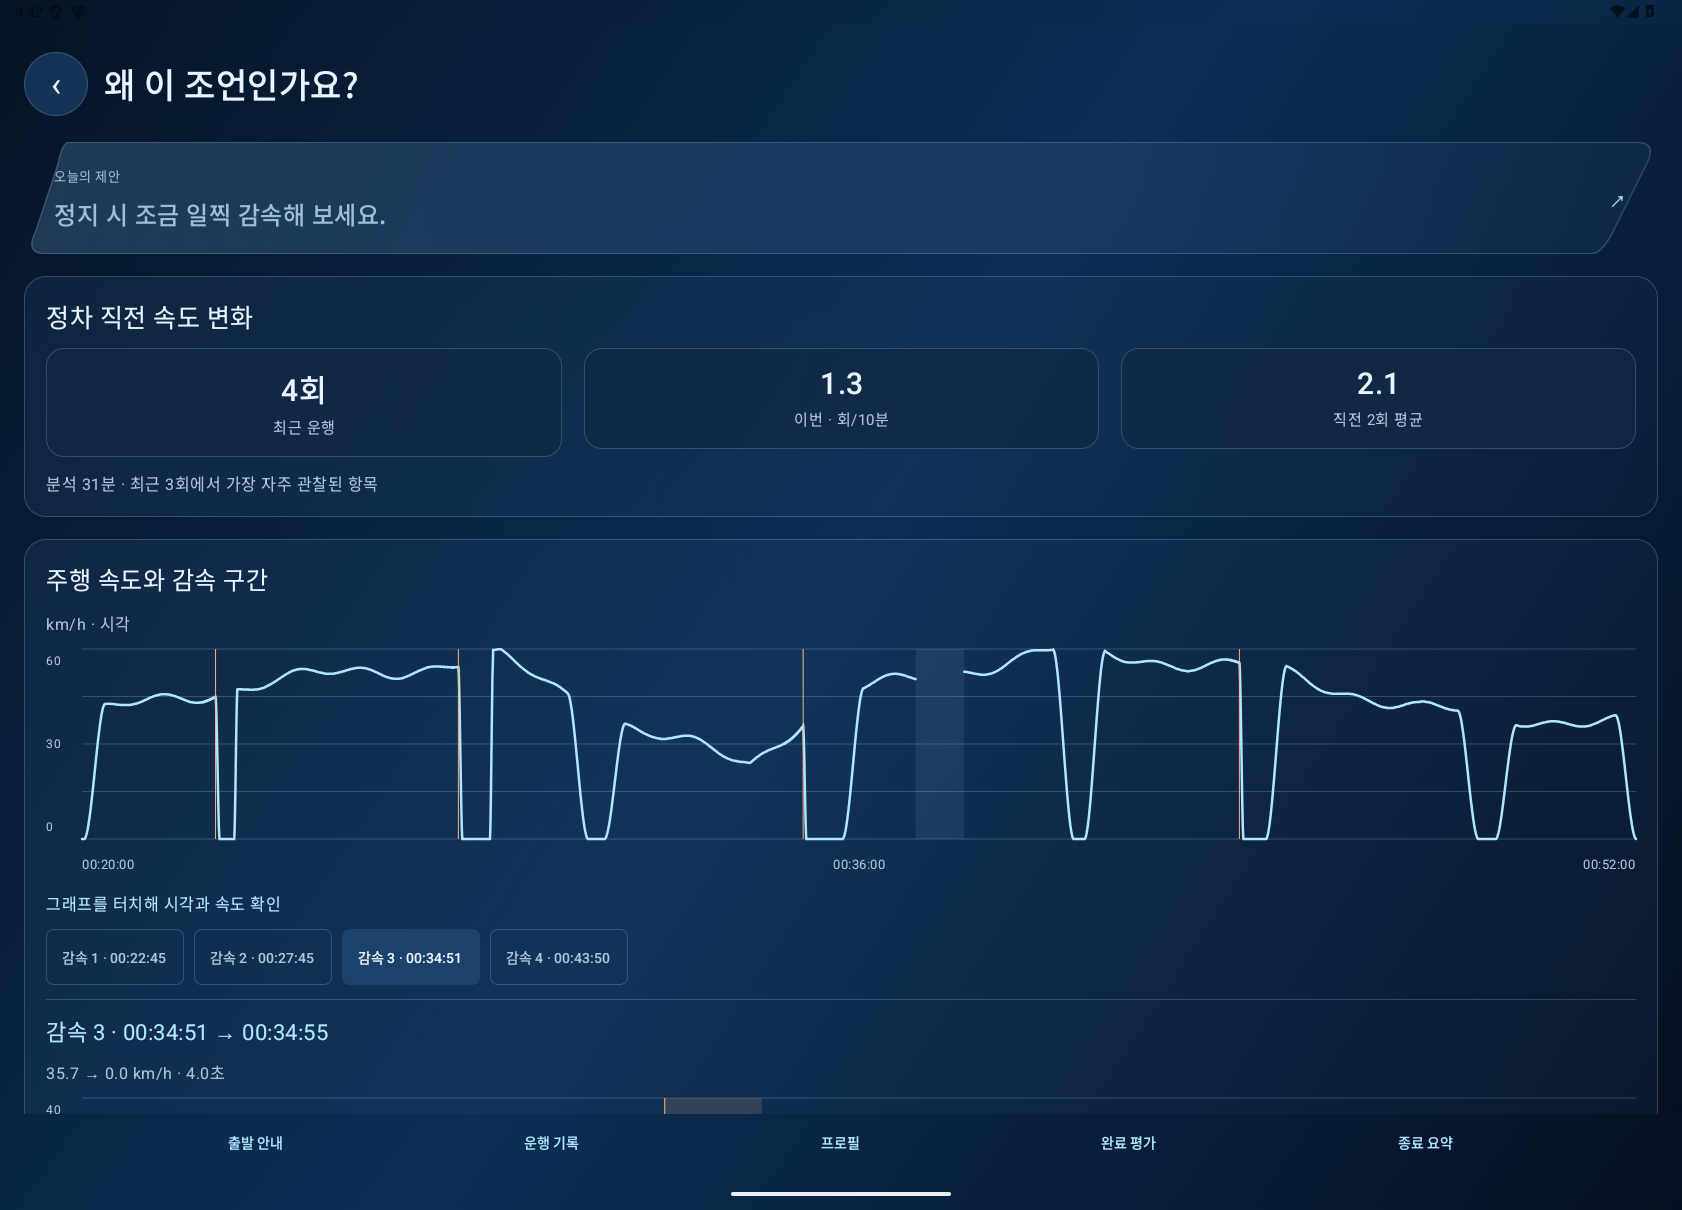 4:42
‹ 왜 이 조언인가요?
오늘의 제안
정지 시 조금 일찍 감속해 보세요.
↗
정차 직전 속도 변화
4회
최근 운행
1.3
이번 · 회/10분
2.1
직전 2회 평균
분석 31분 · 최근 3회에서 가장 자주 관찰된 항목
주행 속도와 감속 구간
km/h · 시각
60
30
0
00:20:00 00:36:00 00:52:00
그래프를 터치해 시각과 속도 확인
감속 1 · 00:22:45 감속 2 · 00:27:45 감속 3 · 00:34:51 감속 4 · 00:43:50
감속 3 · 00:34:51 → 00:34:55
35.7 → 0.0 km/h · 4.0초
40
출발 안내 운행 기록 프로필 완료 평가 종료 요약